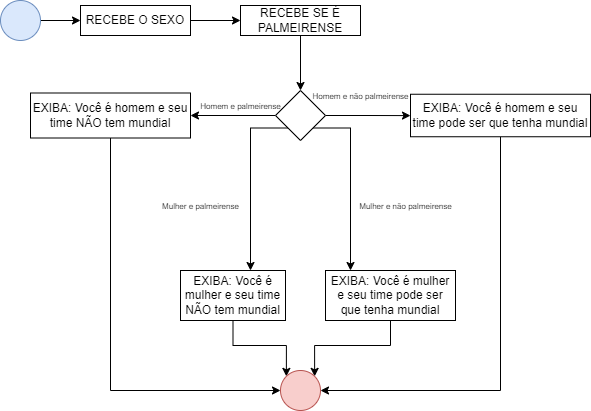 RECEBE O SEXO
RECEBE SE É
PALMEIRENSE
Homem e palmeirense
Homem e não palmeirense
EXIBA: Você é homem e seu
time NÃO tem mundial
EXIBA: Você é homem e seu
time pode ser que tenha mundial
Mulher e palmeirense
Mulher e não palmeirense
EXIBA: Você é
mulher e seu time
NÃO tem mundial
EXIBA: Você é mulher
e seu time pode ser
que tenha mundial